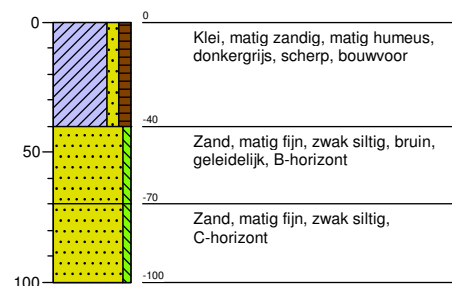 0
0
Klei, matig zandig, matig humeus,
donkergrijs, scherp, bouwvoor
-40
Zand, matig fijn, zwak siltig, bruin,
geleidelijk, B-horizont
50
-70
Zand, matig fijn, zwak siltig,
C-horizont
-100
100